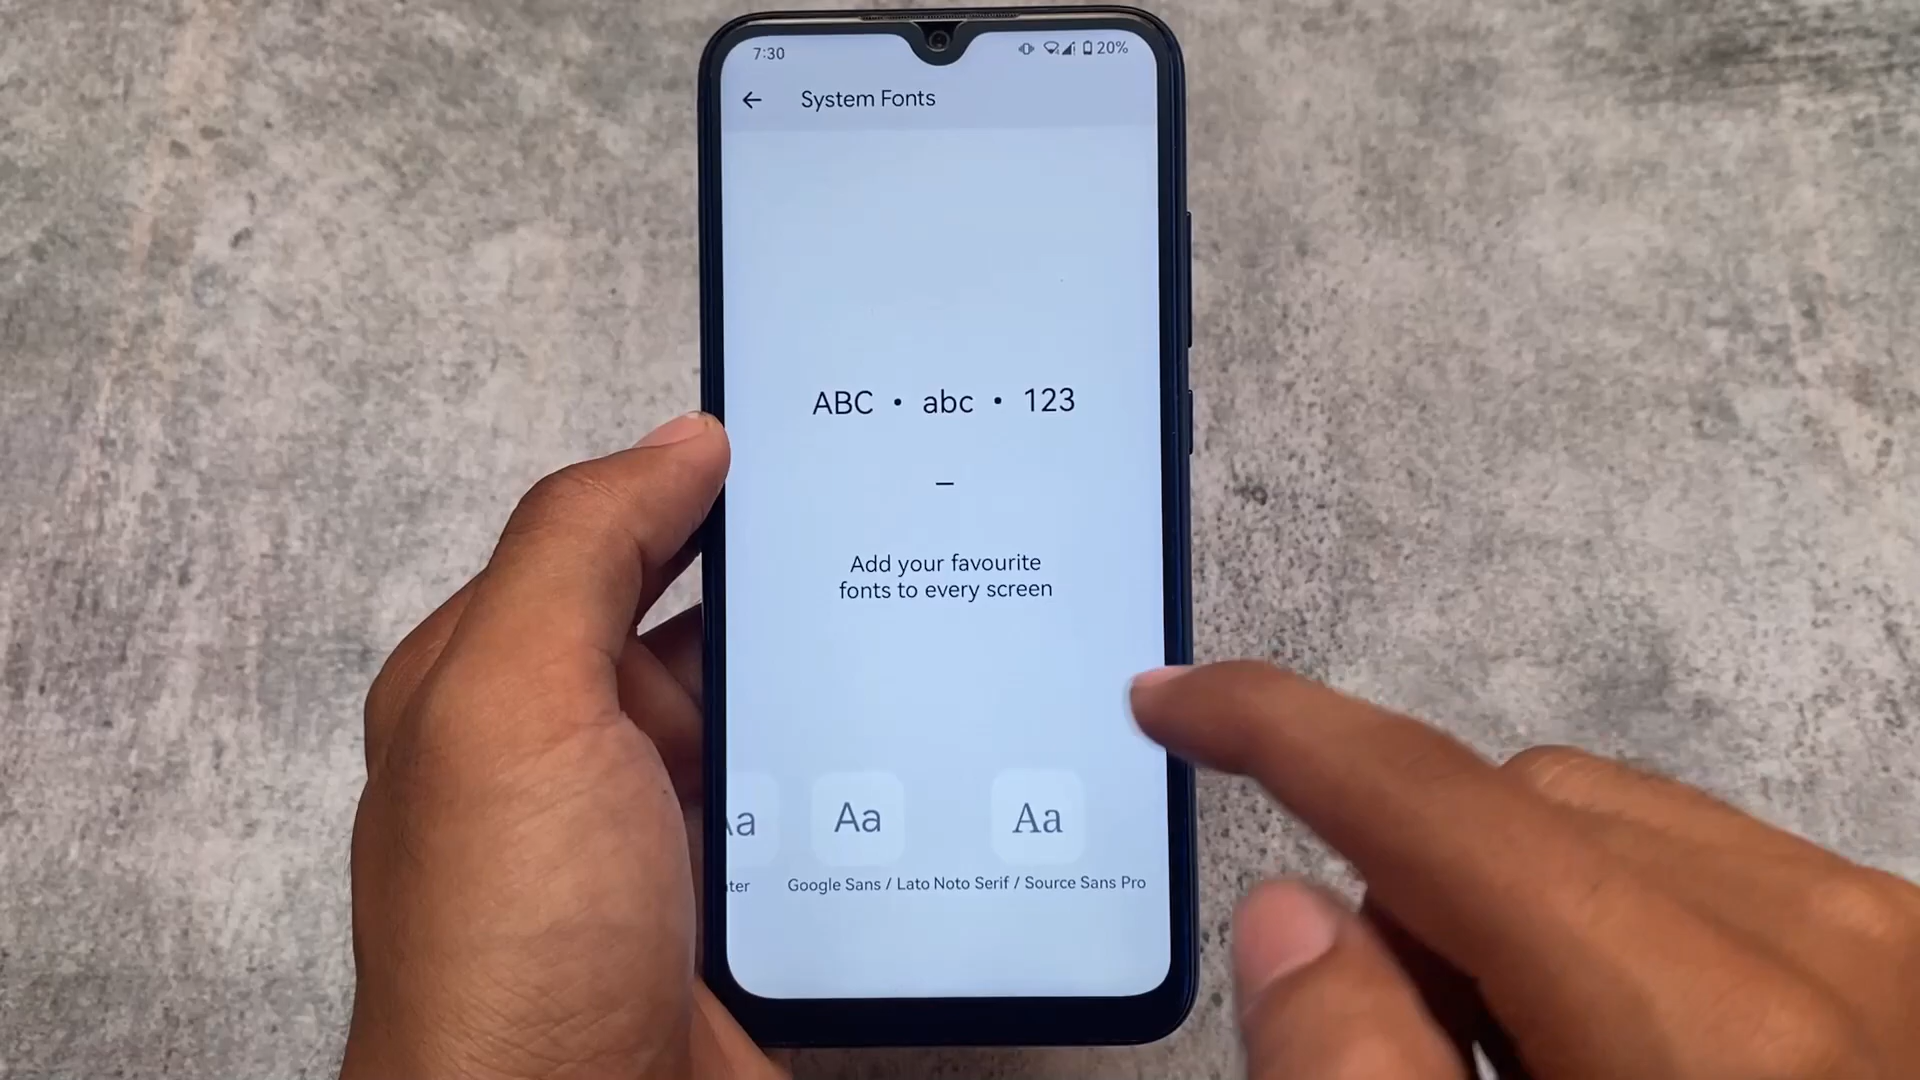 7:30
20%
System Fonts
ABC • abc • 123
–
Add your favourite
fonts to every screen
Aa Aa
Google Sans / Lato Noto Serif / Source Sans Pro